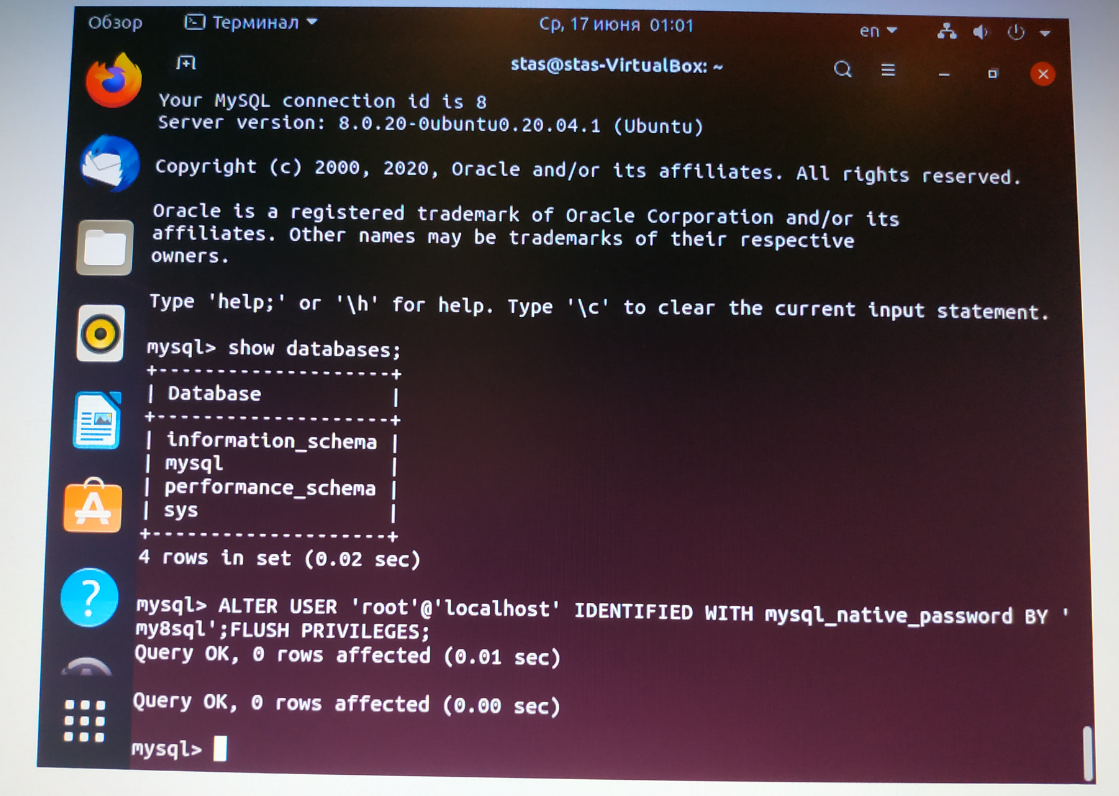 Обзор Терминал Ср, 17 июня 01:01 en
stas@stas-VirtualBox: ~
Your MySQL connection id is 8
Server version: 8.0.20-0ubuntu0.20.04.1 (Ubuntu)
Copyright (c) 2000, 2020, Oracle and/or its affiliates. All rights reserved.
Oracle is a registered trademark of Oracle Corporation and/or its
affiliates. Other names may be trademarks of their respective
owners.
Type 'help;' or '\h' for help. Type '\c' to clear the current input statement.
mysql> show databases;
+--------------------+
| Database           |
+--------------------+
| information_schema |
| mysql              |
| performance_schema |
| sys                |
+--------------------+
4 rows in set (0.02 sec)
mysql> ALTER USER 'root'@'localhost' IDENTIFIED WITH mysql_native_password BY '
my8sql';FLUSH PRIVILEGES;
Query OK, 0 rows affected (0.01 sec)
Query OK, 0 rows affected (0.00 sec)
mysql>